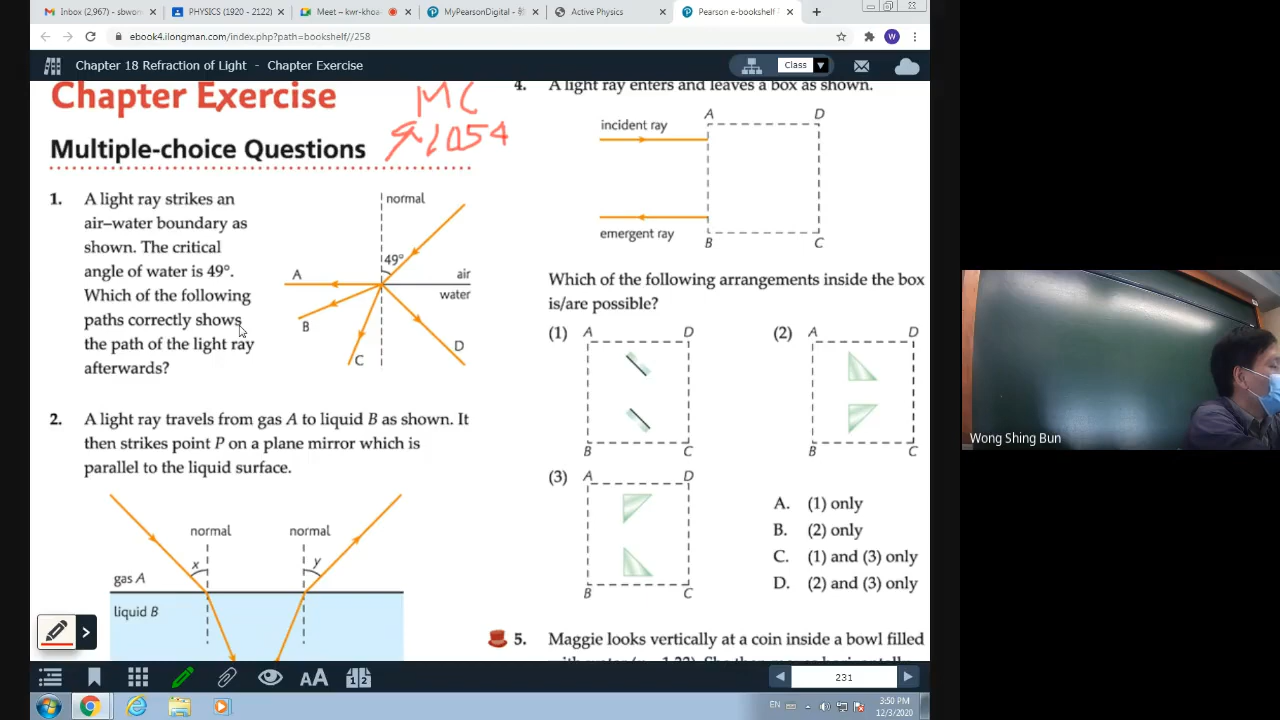 Inbox (2,967) - sbwon
PHYSICS (1920 - 2122)
Meet – kwr-khoa
MyPearsonDigital -
Active Physics
Pearson e-bookshelf
ebook4.ilongman.com/index.php?path=bookshelf//258
W
Chapter 18 Refraction of Light - Chapter Exercise
Class
Chapter Exercise
MC
1054
Multiple-choice Questions
1. A light ray strikes an
air–water boundary as
shown. The critical
angle of water is 49°.
Which of the following
paths correctly shows
the path of the light ray
afterwards?
normal
49°
air
water
A
B
C
D
2. A light ray travels from gas A to liquid B as shown. It
then strikes point P on a plane mirror which is
parallel to the liquid surface.
normal
normal
x
y
gas A
liquid B
4. A light ray enters and leaves a box as shown.
A
D
incident ray
emergent ray
B
C
Which of the following arrangements inside the box
is/are possible?
(1) A D
B C
(2) A D
B C
(3) A D
B C
A. (1) only
B. (2) only
C. (1) and (3) only
D. (2) and (3) only
5. Maggie looks vertically at a coin inside a bowl filled
AA
1 2
231
EN
3:50 PM
12/3/2020
Wong Shing Bun